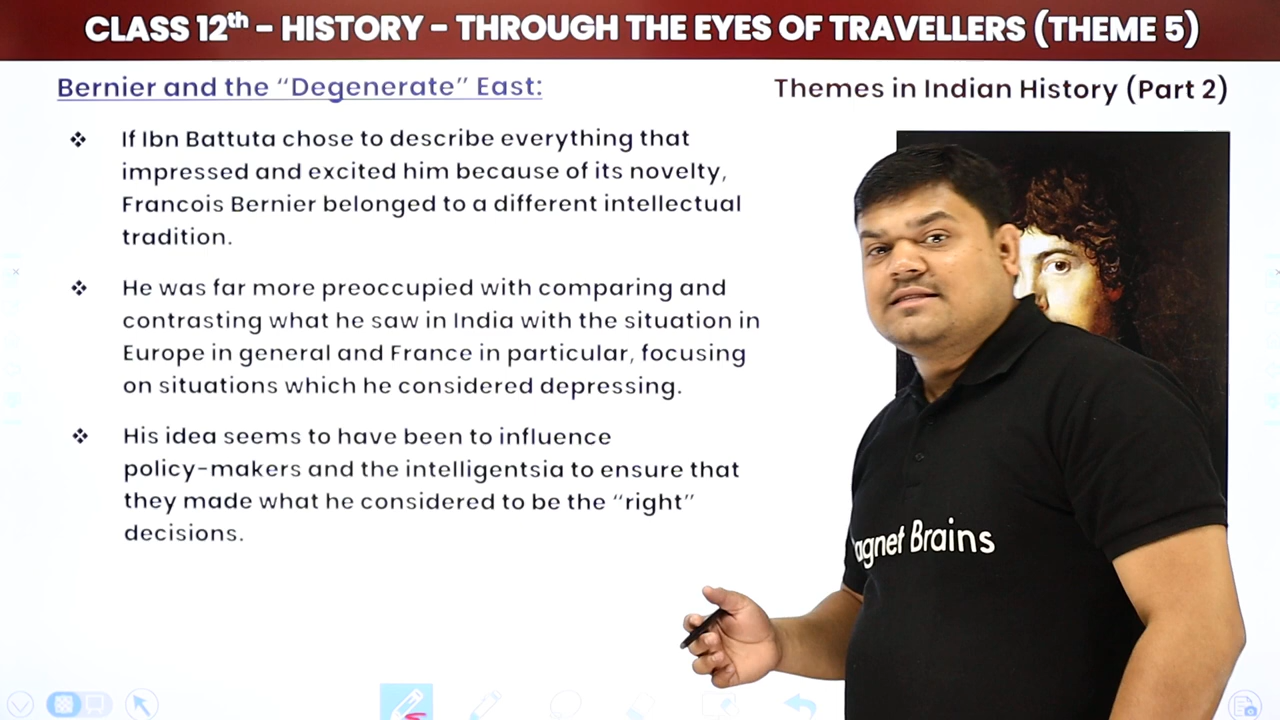 CLASS 12th - HISTORY - THROUGH THE EYES OF TRAVELLERS (THEME 5)
Bernier and the “Degenerate” East:
Themes in Indian History (Part 2)
❖ If Ibn Battuta chose to describe everything that
impressed and excited him because of its novelty,
Francois Bernier belonged to a different intellectual
tradition.
❖ He was far more preoccupied with comparing and
contrasting what he saw in India with the situation in
Europe in general and France in particular, focusing
on situations which he considered depressing.
❖ His idea seems to have been to influence
policy-makers and the intelligentsia to ensure that
they made what he considered to be the “right”
decisions.
agnet Brains